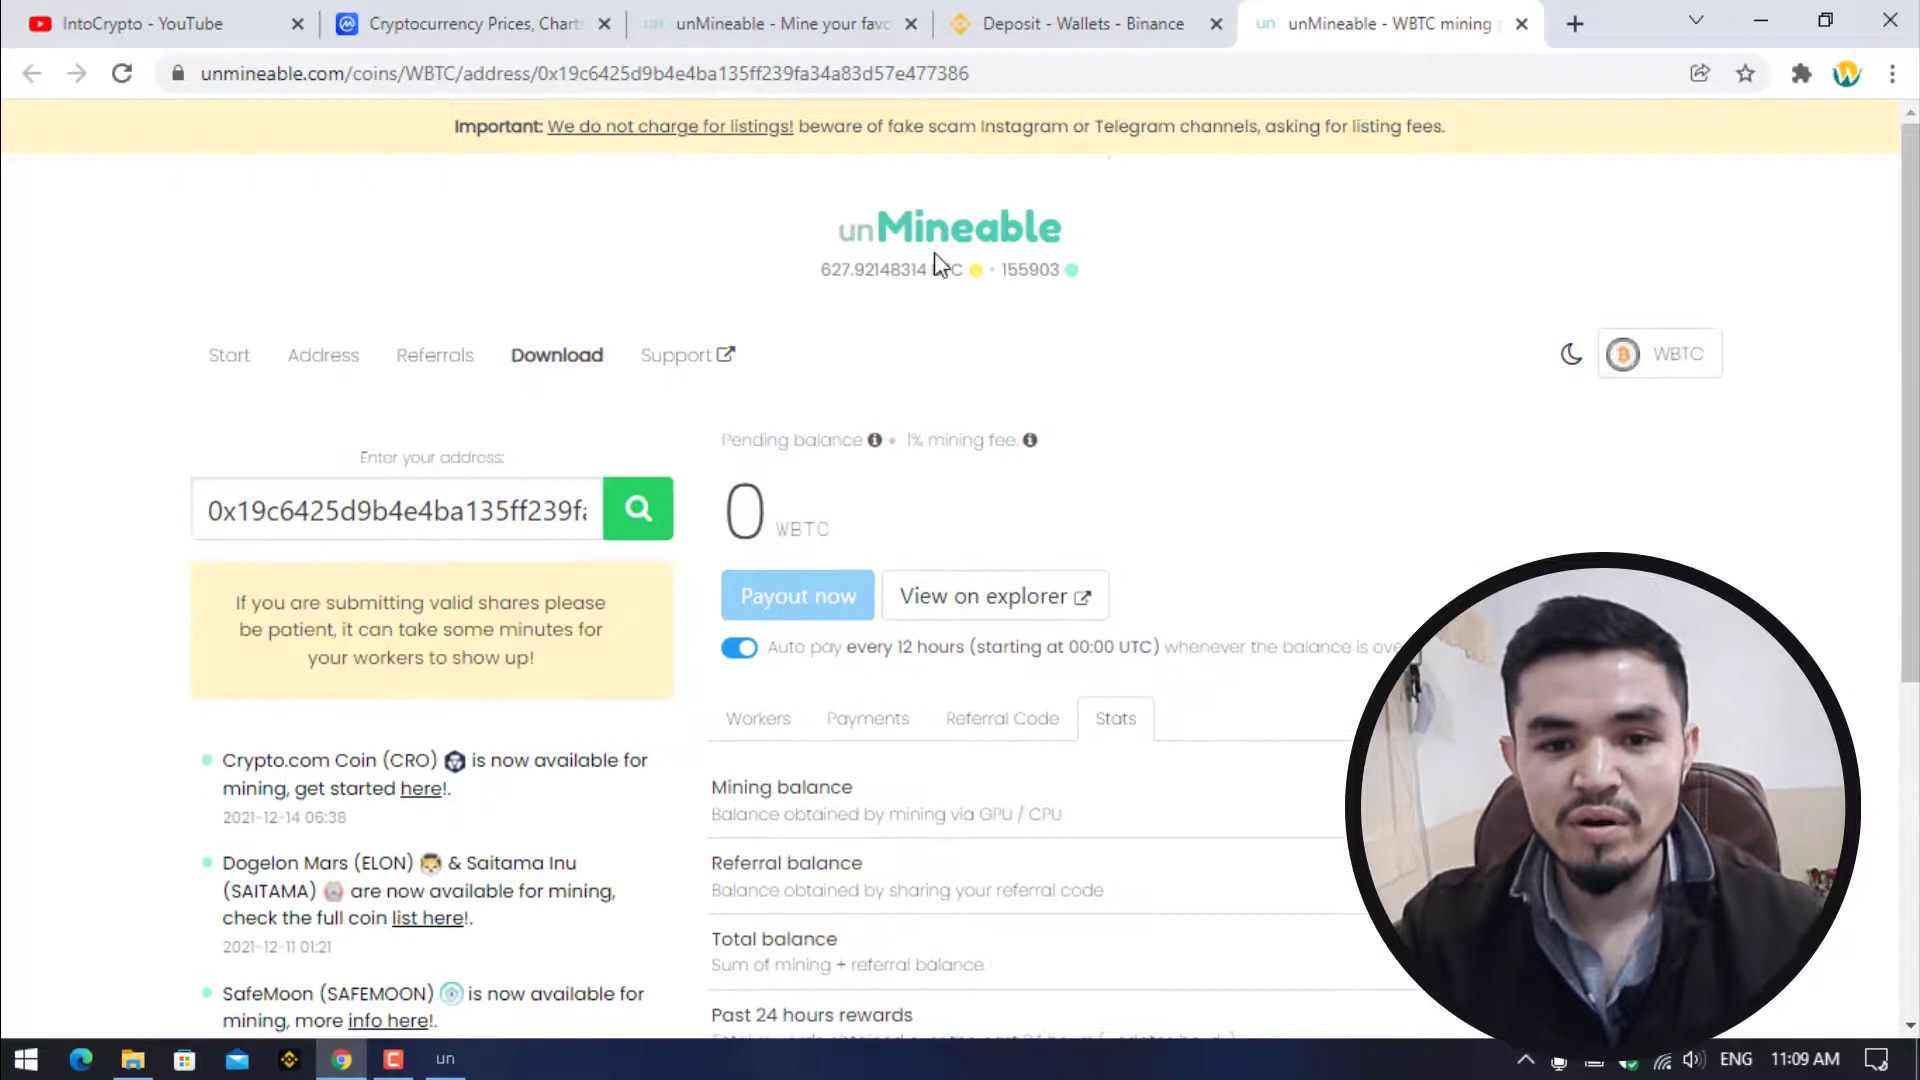 IntoCrypto - YouTube
Cryptocurrency Prices, Chart
unMineable - Mine your favo
Deposit - Wallets - Binance
un unMineable - WBTC mining
unmineable.com/coins/WBTC/address/0x19c6425d9b4e4ba135ff239fa34a83d57e477386
Important: We do not charge for listings! beware of fake scam Instagram or Telegram channels, asking for listing fees.
unMineable
627.92148314 • 155903
Start Address Referrals Download Support
WBTC
Pending balance • 1% mining fee.
Enter your address:
0x19c6425d9b4e4ba135ff239fa
0 WBTC
Payout now View on explorer
If you are submitting valid shares please
be patient, it can take some minutes for
your workers to show up!
Auto pay every 12 hours (starting at 00:00 UTC) whenever the balance is ove
Workers Payments Referral Code Stats
Crypto.com Coin (CRO) is now available for
mining, get started here!.
2021-12-14 06:38
Mining balance
Balance obtained by mining via GPU / CPU
Dogelon Mars (ELON) & Saitama Inu
(SAITAMA) are now available for mining,
check the full coin list here!.
2021-12-11 01:21
Referral balance
Balance obtained by sharing your referral code
Total balance
Sum of mining + referral balance
SafeMoon (SAFEMOON) is now available for
mining, more info here!.
Past 24 hours rewards
un
ENG 11:09 AM